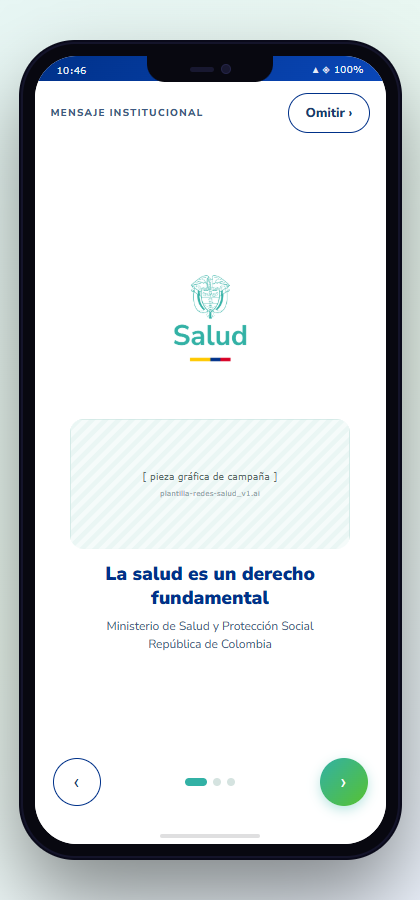 10:46
100%
MENSAJE INSTITUCIONAL
Omitir ›
Salud
[ pieza gráfica de campaña ]
plantilla-redes-salud_v1.ai
La salud es un derecho
fundamental
Ministerio de Salud y Protección Social
República de Colombia
‹
›